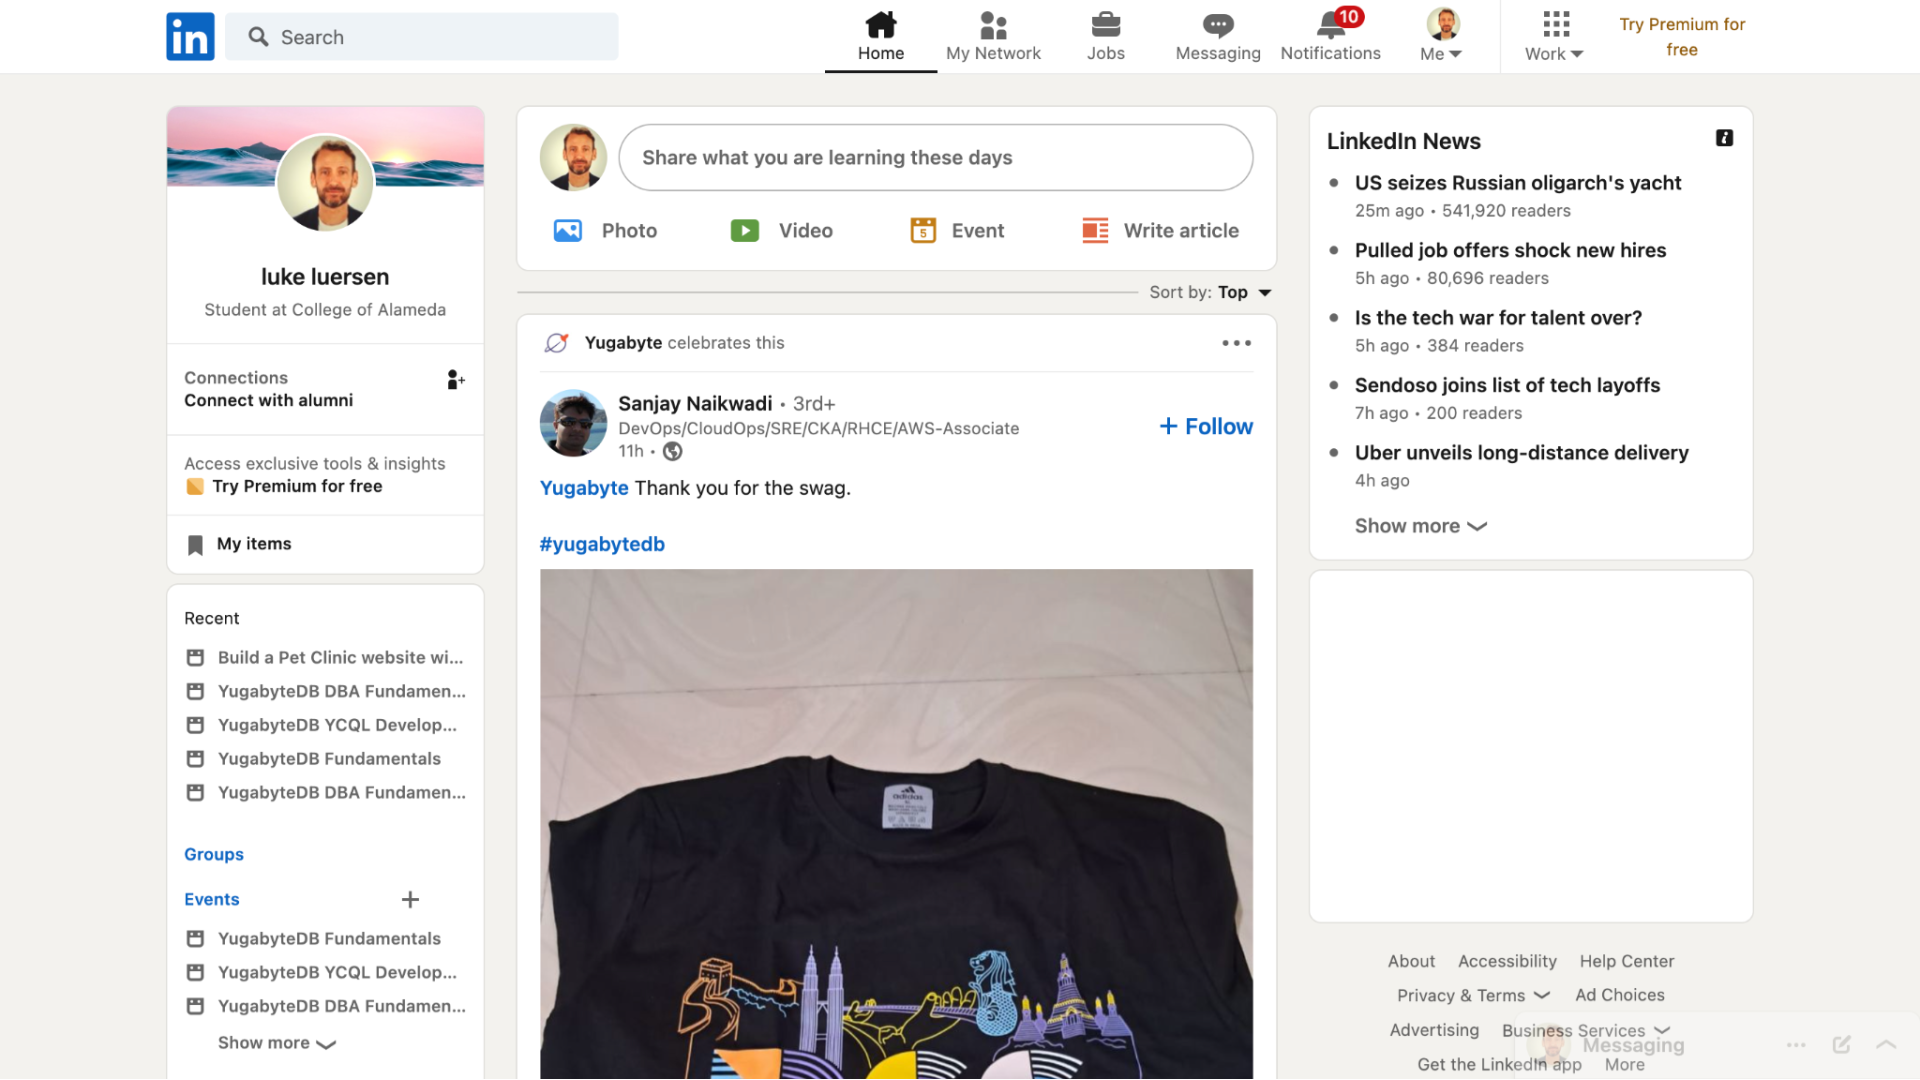 in
Search
Home
My Network
Jobs
Messaging
10
Notifications
Me
Work
Try Premium for
free
luke luersen
Student at College of Alameda
Connections
Connect with alumni
Access exclusive tools & insights
Try Premium for free
My items
Recent
Build a Pet Clinic website wi...
YugabyteDB DBA Fundamen...
YugabyteDB YCQL Develop...
YugabyteDB Fundamentals
YugabyteDB DBA Fundamen...
Groups
Events
YugabyteDB Fundamentals
YugabyteDB YCQL Develop...
YugabyteDB DBA Fundamen...
Show more
Share what you are learning these days
Photo
Video
5
Event
Write article
Sort by: Top
Yugabyte celebrates this
Sanjay Naikwadi • 3rd+
DevOps/CloudOps/SRE/CKA/RHCE/AWS-Associate
11h •
+ Follow
Yugabyte Thank you for the swag.
#yugabytedb
adidas
LinkedIn News
US seizes Russian oligarch's yacht
25m ago • 541,920 readers
Pulled job offers shock new hires
5h ago • 80,696 readers
Is the tech war for talent over?
5h ago • 384 readers
Sendoso joins list of tech layoffs
7h ago • 200 readers
Uber unveils long-distance delivery
4h ago
Show more
About Accessibility Help Center
Privacy & Terms Ad Choices
Advertising Business Services
Get the LinkedIn app More
Messaging